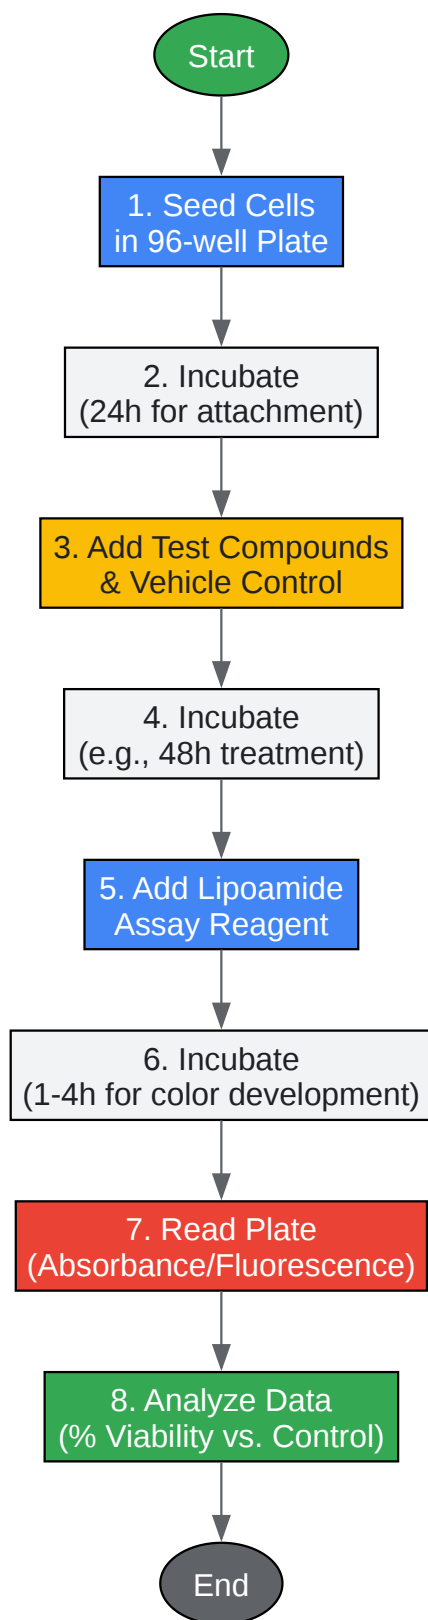 Start
1. Seed Cells
in 96-well Plate
2. Incubate
(24h for attachment)
3. Add Test Compounds
& Vehicle Control
4. Incubate
(e.g., 48h treatment)
5. Add Lipoamide
Assay Reagent
6. Incubate
(1-4h for color development)
7. Read Plate
(Absorbance/Fluorescence)
8. Analyze Data
(% Viability vs. Control)
End